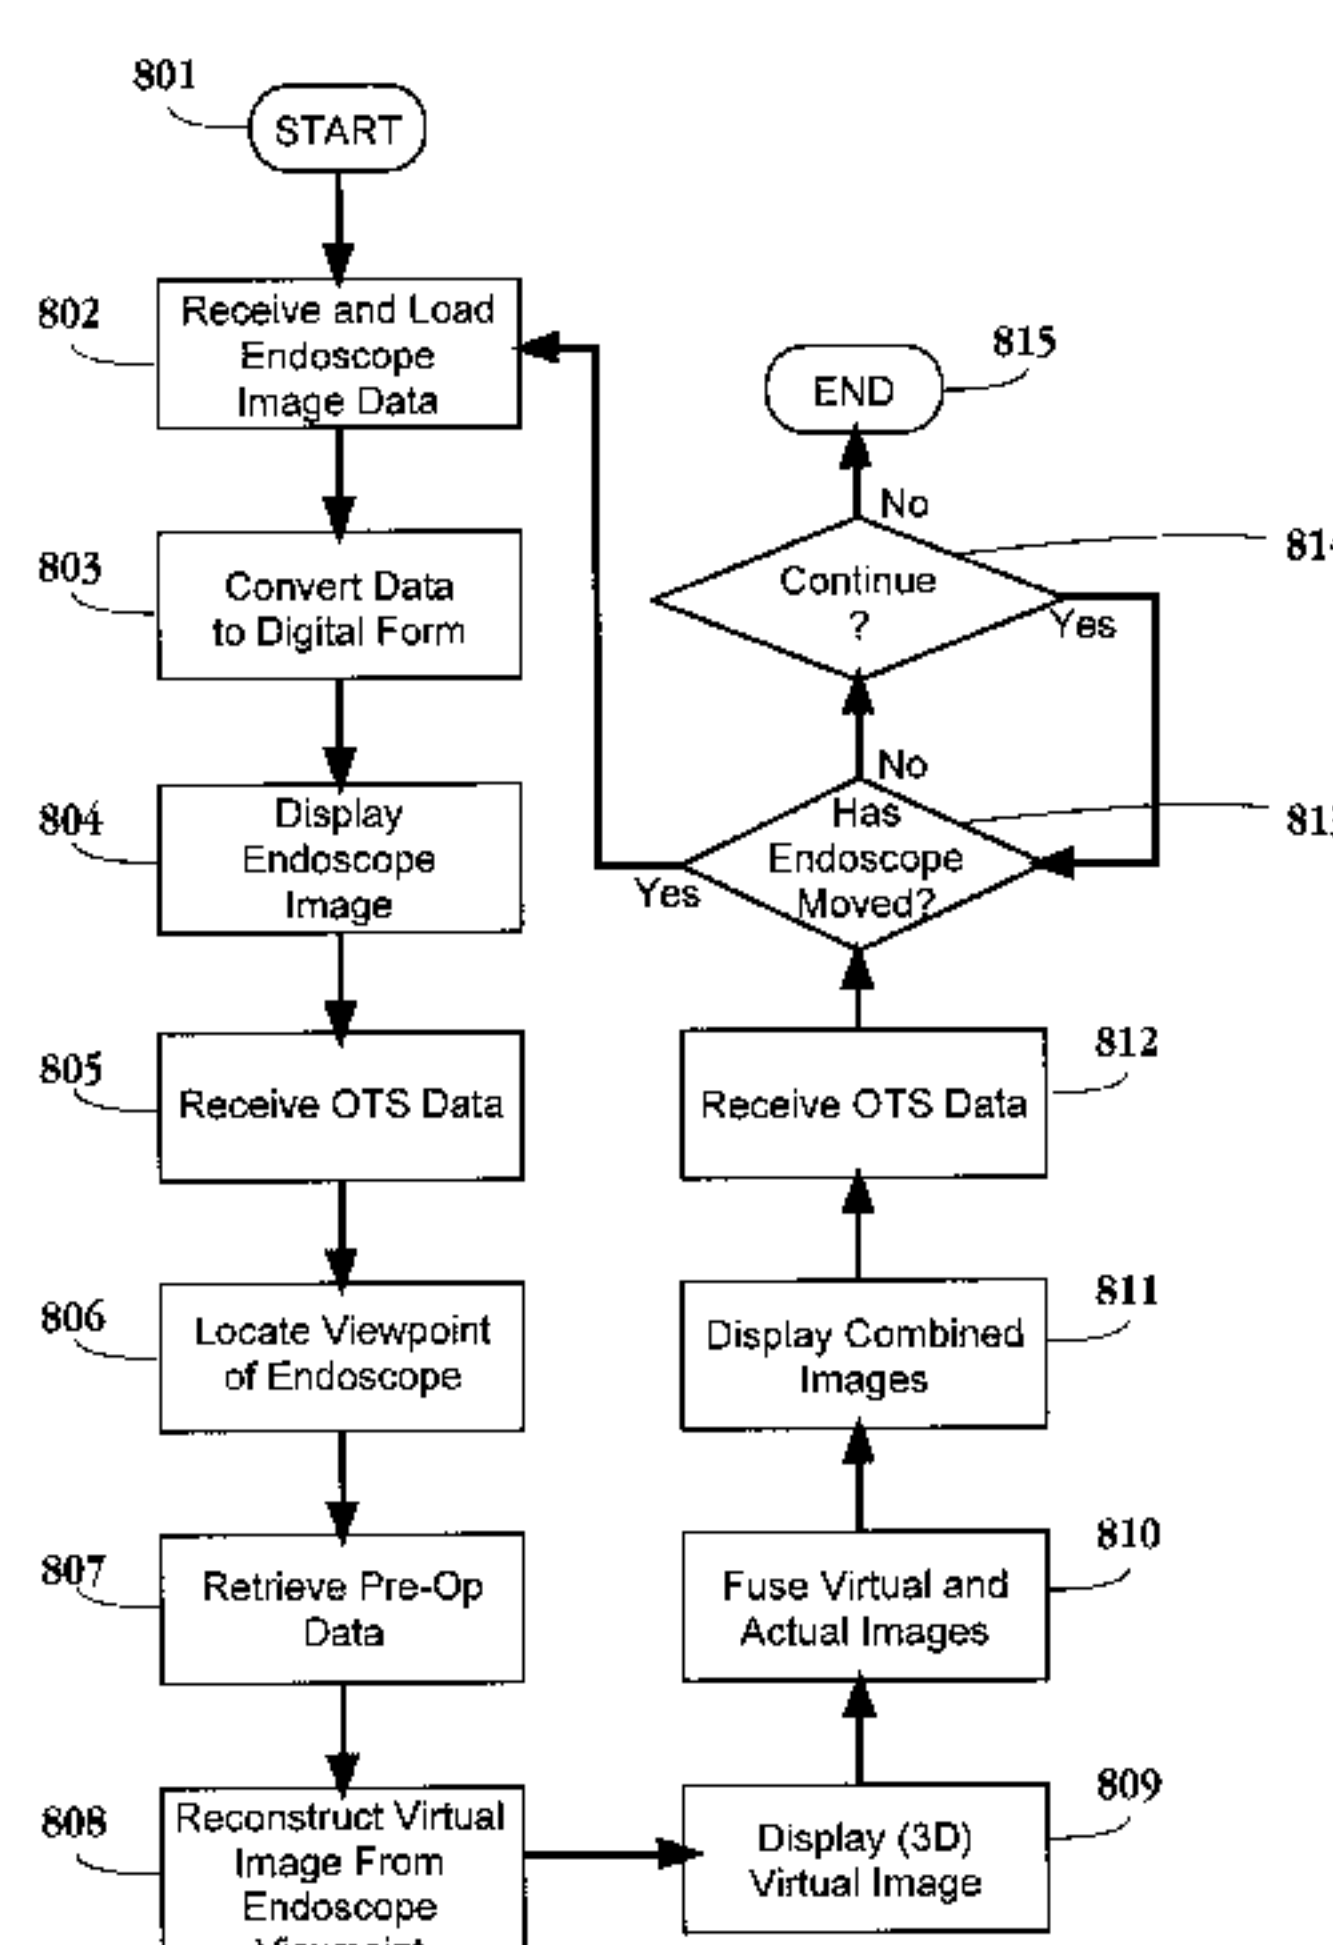 801
START
802
Receive and Load
Endoscope
Image Data
803
Convert Data
to Digital Form
804
Display
Endoscope
Image
805
Receive OTS Data
806
Locate Viewpoint
of Endoscope
807
Retrieve Pre-Op
Data
808
Reconstruct Virtual
Image From
Endoscope
809
Display (3D)
Virtual Image
810
Fuse Virtual and
Actual Images
811
Display Combined
Images
812
Receive OTS Data
Has
Endoscope
Moved?
Yes
No
Continue
?
Yes
No
815
END